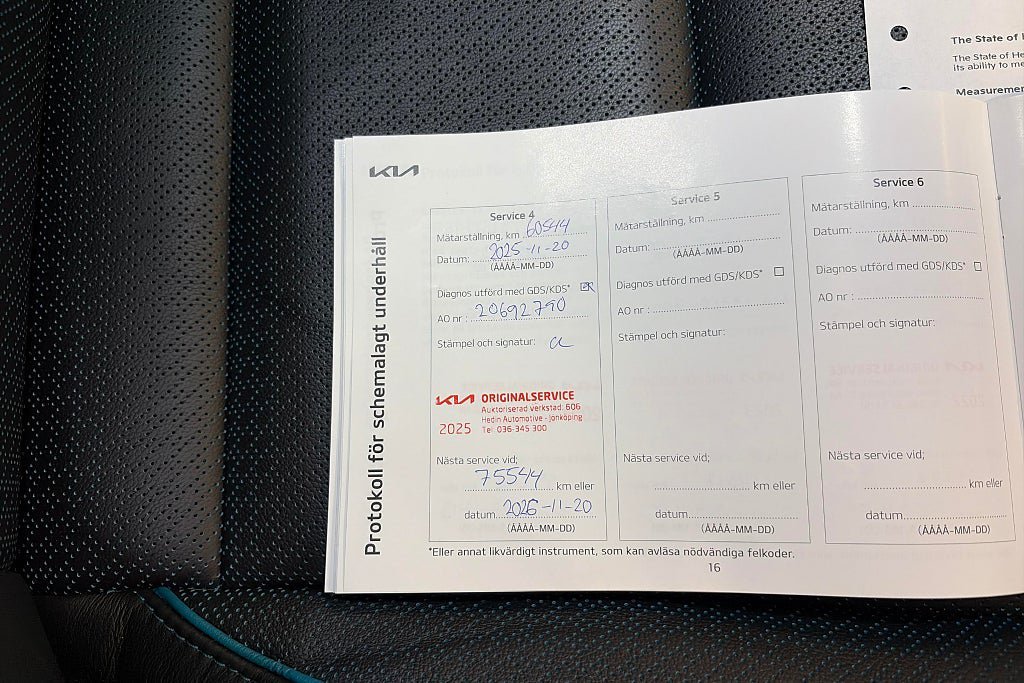 The State of
The State of He
its ability to me
Measuremen
KIA
Protokoll för schemalagt underhåll
Service 4
Mätarställning, km 60544
Datum: 2025-11-20
(ÅÅÅÅ-MM-DD)
Diagnos utförd med GDS/KDS*
AO nr : 20692790
Stämpel och signatur:
KIA ORIGINALSERVICE
Auktoriserad verkstad: 606
Hedin Automotive - Jönköping
2025 Tel: 036-345 300
Nästa service vid;
75544 km eller
datum 2026-11-20
(ÅÅÅÅ-MM-DD)
Service 5
Mätarställning, km
Datum:
(ÅÅÅÅ-MM-DD)
Diagnos utförd med GDS/KDS*
AO nr :
Stämpel och signatur:
Nästa service vid;
km eller
datum
(ÅÅÅÅ-MM-DD)
Service 6
Mätarställning, km
Datum:
(ÅÅÅÅ-MM-DD)
Diagnos utförd med GDS/KDS*
AO nr :
Stämpel och signatur:
Nästa service vid;
km eller
datum
(ÅÅÅÅ-MM-DD)
*Eller annat likvärdigt instrument, som kan avläsa nödvändiga felkoder.
16